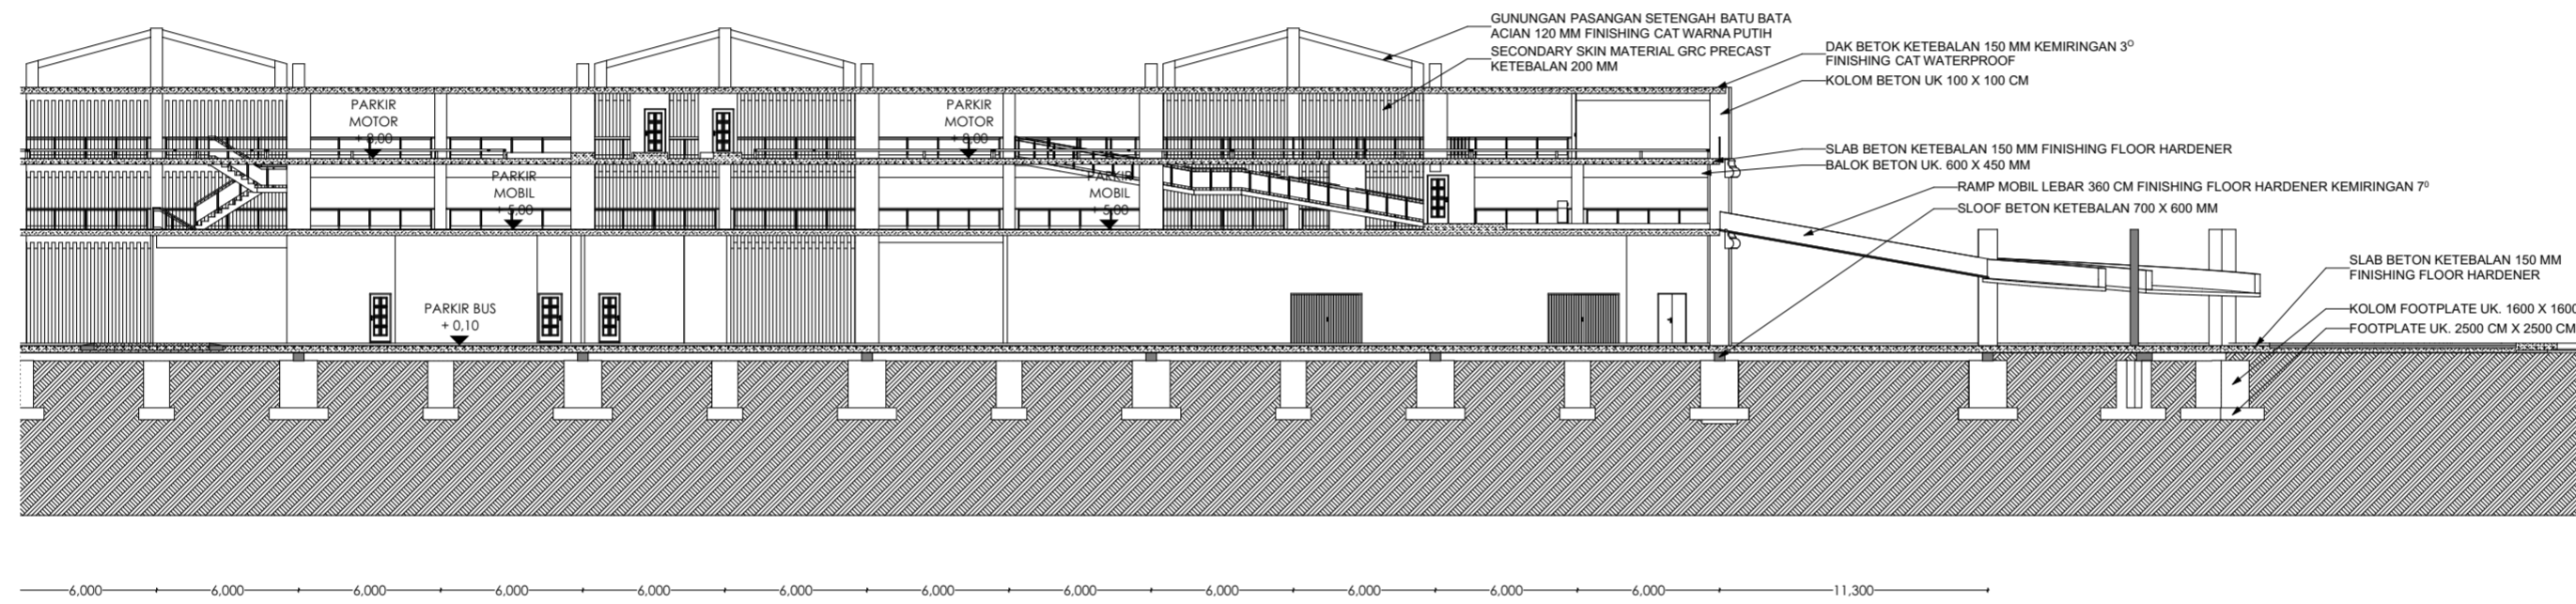 GUNUNGAN PASANGAN SETENGAH BATU BATA
ACIAN 120 MM FINISHING CAT WARNA PUTIH
SECONDARY SKIN MATERIAL GRC PRECAST
KETEBALAN 200 MM
DAK BETOK KETEBALAN 150 MM KEMIRINGAN 3O
FINISHING CAT WATERPROOF
KOLOM BETON UK 100 X 100 CM
PARKIR
MOTOR
+ 8,00
PARKIR
MOTOR
+ 8,00
SLAB BETON KETEBALAN 150 MM FINISHING FLOOR HARDENER
BALOK BETON UK. 600 X 450 MM
PARKIR
MOBIL
+ 5,00
PARKIR
MOBIL
+ 5,00
RAMP MOBIL LEBAR 360 CM FINISHING FLOOR HARDENER KEMIRINGAN 7⁰
SLOOF BETON KETEBALAN 700 X 600 MM
SLAB BETON KETEBALAN 150 MM
FINISHING FLOOR HARDENER
PARKIR BUS
+ 0,10
KOLOM FOOTPLATE UK. 1600 X 1600
FOOTPLATE UK. 2500 CM X 2500 CM
6,000 6,000 6,000 6,000 6,000 6,000 6,000 6,000 6,000 6,000 6,000 6,000 11,300